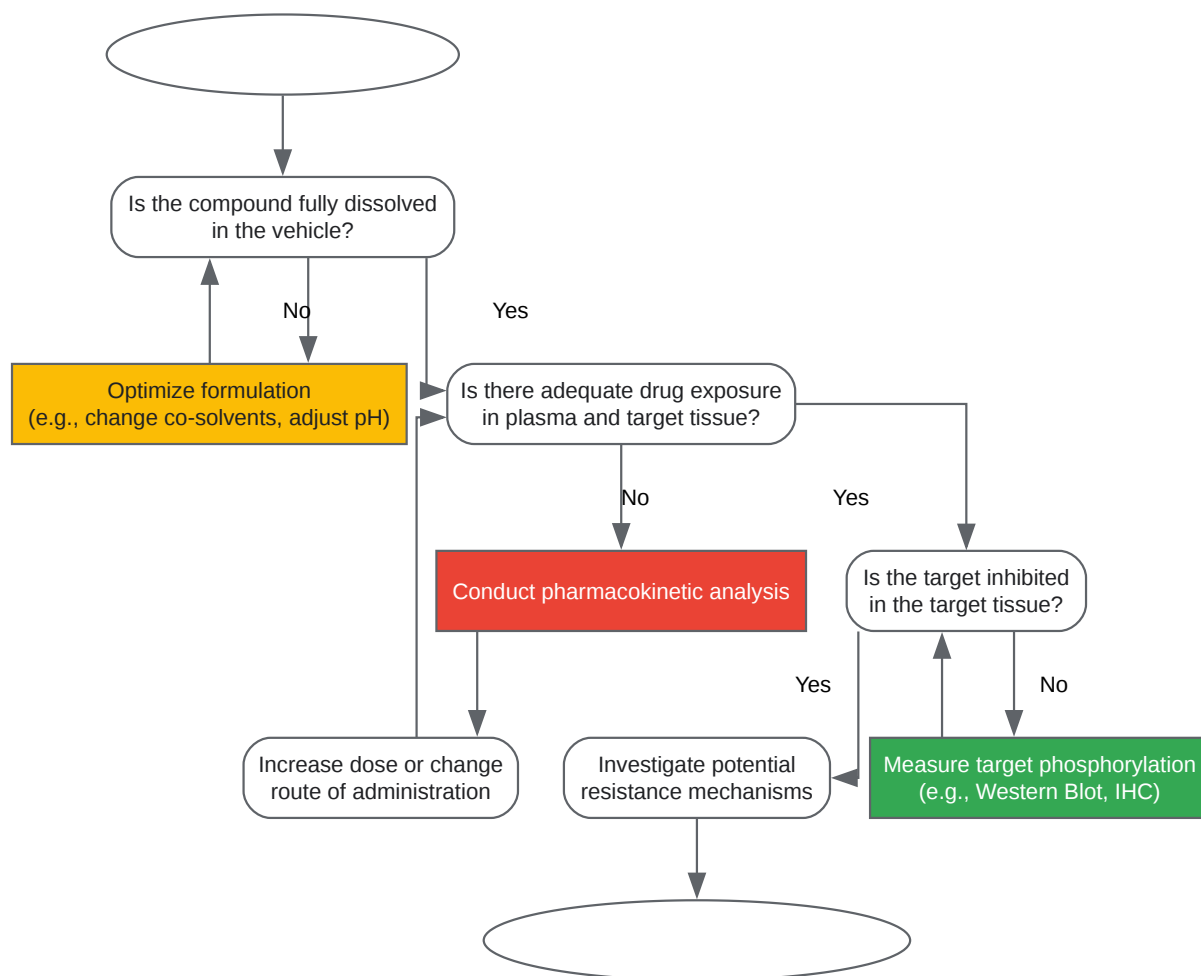 Is the compound fully dissolved
in the vehicle?
No
Yes
Optimize formulation
(e.g., change co-solvents, adjust pH)
Is there adequate drug exposure
in plasma and target tissue?
No
Yes
Conduct pharmacokinetic analysis
Is the target inhibited
in the target tissue?
Yes
No
Increase dose or change
route of administration
Investigate potential
resistance mechanisms
Measure target phosphorylation
(e.g., Western Blot, IHC)